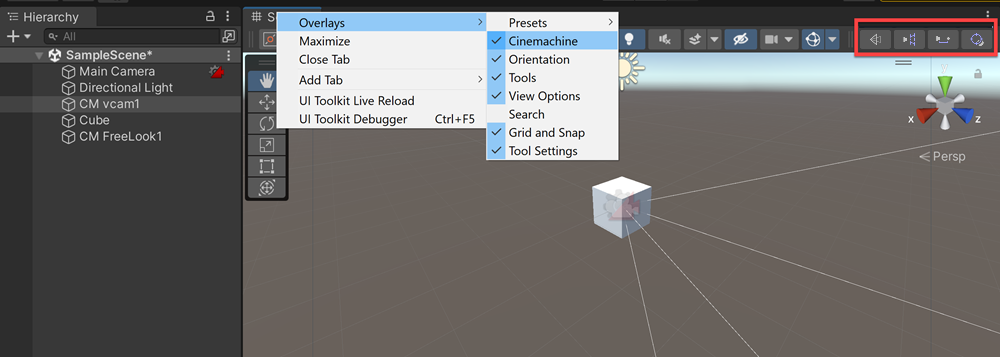 Hierarchy
All
SampleScene*
Main Camera
Directional Light
CM vcam1
Cube
CM FreeLook1
Overlays
Maximize
Close Tab
Add Tab
UI Toolkit Live Reload
UI Toolkit Debugger Ctrl+F5
Presets
Cinemachine
Orientation
Tools
View Options
Search
Grid and Snap
Tool Settings
y
x
z
Persp